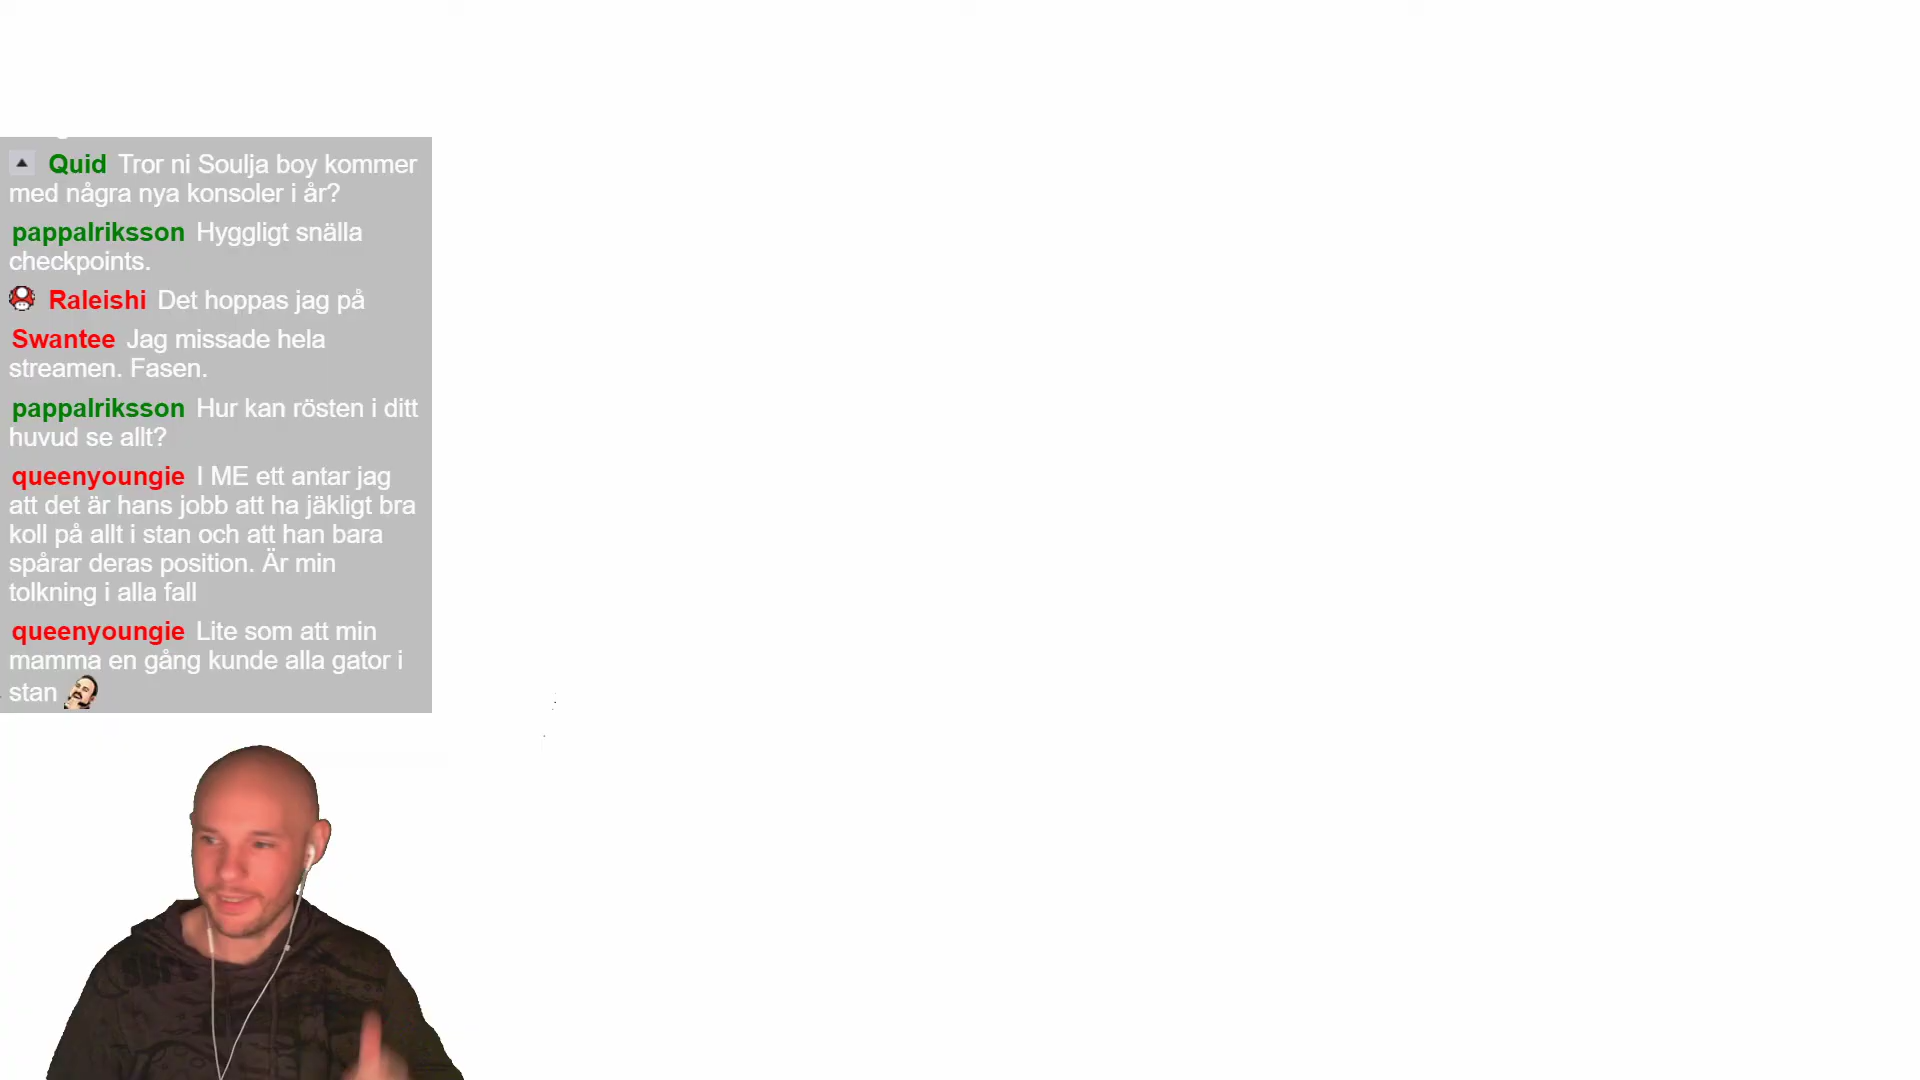 Quid Tror ni Soulja boy kommer
med några nya konsoler i år?
pappalriksson Hyggligt snälla
checkpoints.
Raleishi Det hoppas jag på
Swantee Jag missade hela
streamen. Fasen.
pappalriksson Hur kan rösten i ditt
huvud se allt?
queenyoungie I ME ett antar jag
att det är hans jobb att ha jäkligt bra
koll på allt i stan och att han bara
spårar deras position. Är min
tolkning i alla fall
queenyoungie Lite som att min
mamma en gång kunde alla gator i
stan